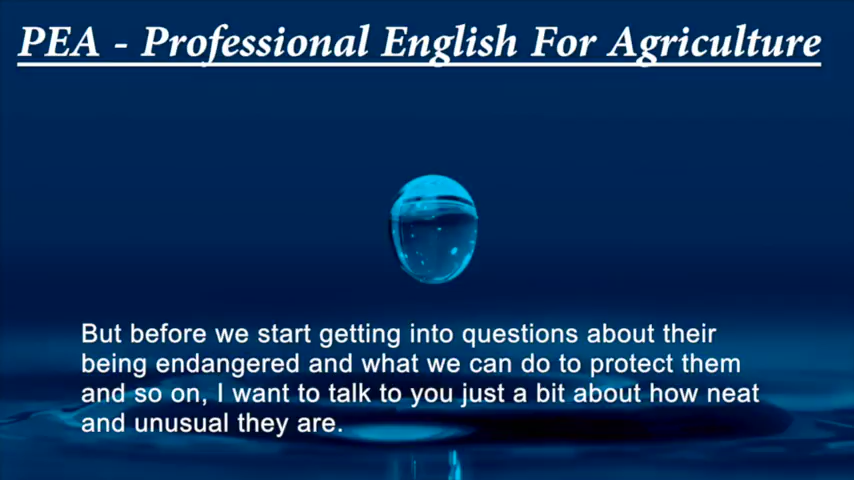 PEA - Professional English For Agriculture
But before we start getting into questions about their
being endangered and what we can do to protect them
and so on, I want to talk to you just a bit about how neat
and unusual they are.